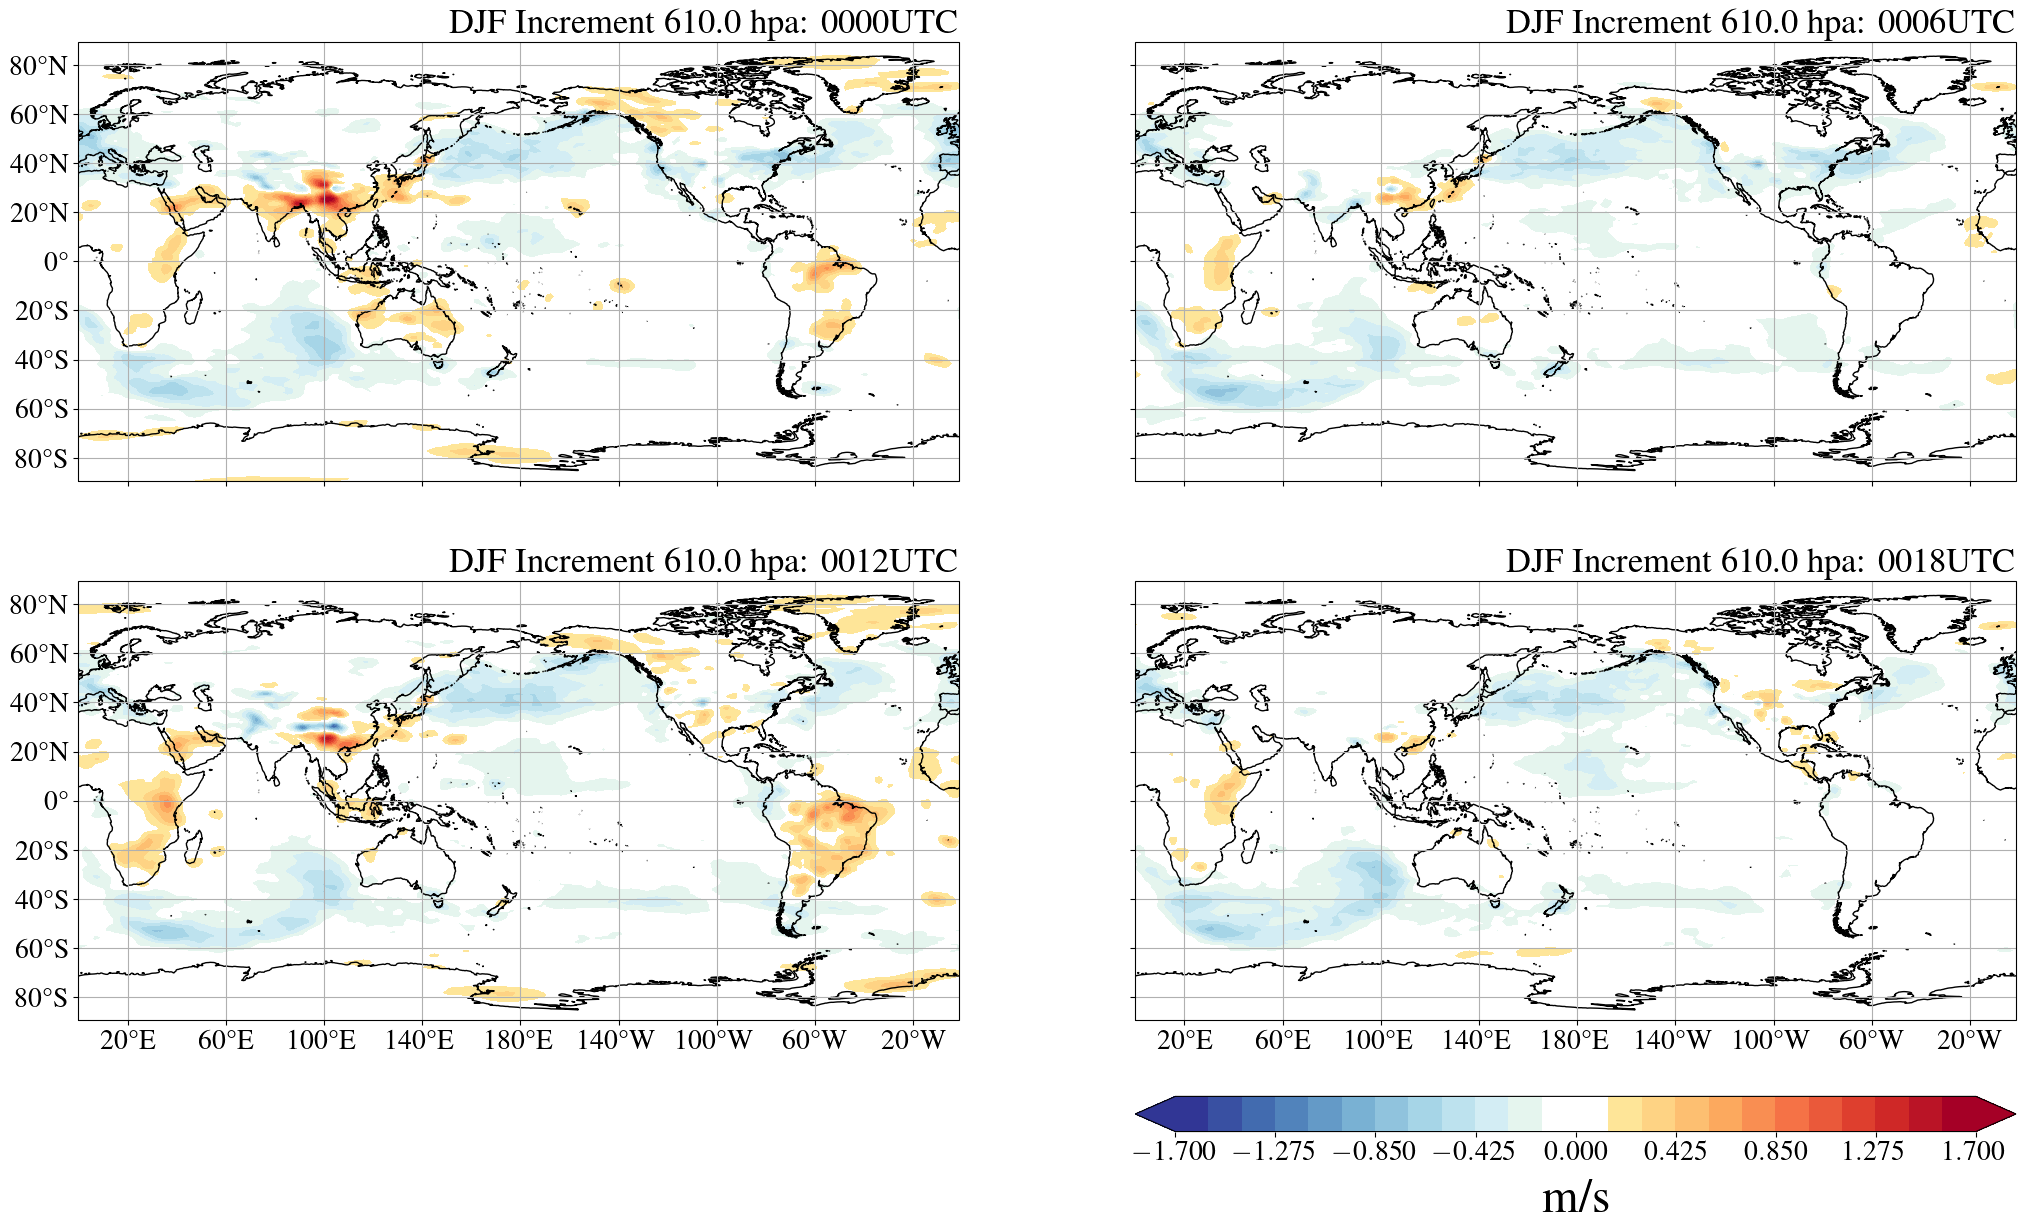 DJF Increment 610.0 hpa: 0000UTC
DJF Increment 610.0 hpa: 0006UTC
80°N
60°N
40°N
20°N
0°
20°S
40°S
60°S
80°S
DJF Increment 610.0 hpa: 0012UTC
DJF Increment 610.0 hpa: 0018UTC
80°N
60°N
40°N
20°N
0°
20°S
40°S
60°S
80°S
20°E 60°E 100°E 140°E 180°E 140°W 100°W 60°W 20°W
20°E 60°E 100°E 140°E 180°E 140°W 100°W 60°W 20°W
−1.700 −1.275 −0.850 −0.425 0.000 0.425 0.850 1.275 1.700
m/s